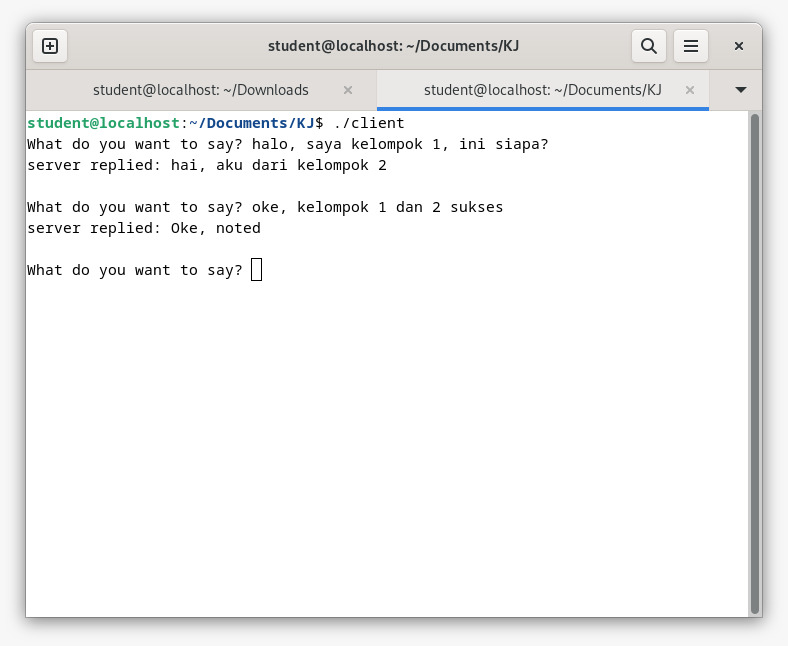 student@localhost: ~/Documents/KJ
student@localhost: ~/Downloads
student@localhost: ~/Documents/KJ
student@localhost:~/Documents/KJ$ ./client
What do you want to say? halo, saya kelompok 1, ini siapa?
server replied: hai, aku dari kelompok 2
What do you want to say? oke, kelompok 1 dan 2 sukses
server replied: Oke, noted
What do you want to say?